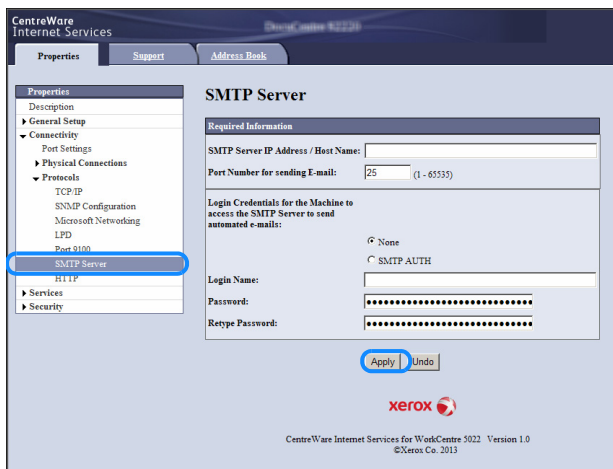 CentreWare
Internet Services
Properties
Support
Address Book
Properties
Description
General Setup
Connectivity
Port Settings
Physical Connections
Protocols
TCP/IP
SNMP Configuration
Microsoft Networking
LPD
Port 9100
SMTP Server
HTTP
Services
Security
SMTP Server
Required Information
SMTP Server IP Address / Host Name:
Port Number for sending E-mail: 25 (1 - 65535)
Login Credentials for the Machine to
access the SMTP Server to send
automated e-mails:
None
SMTP AUTH
Login Name:
Password:
Retype Password:
Apply Undo
xerox
CentreWare Internet Services for WorkCentre 5022 Version 1.0
©Xerox Co. 2013